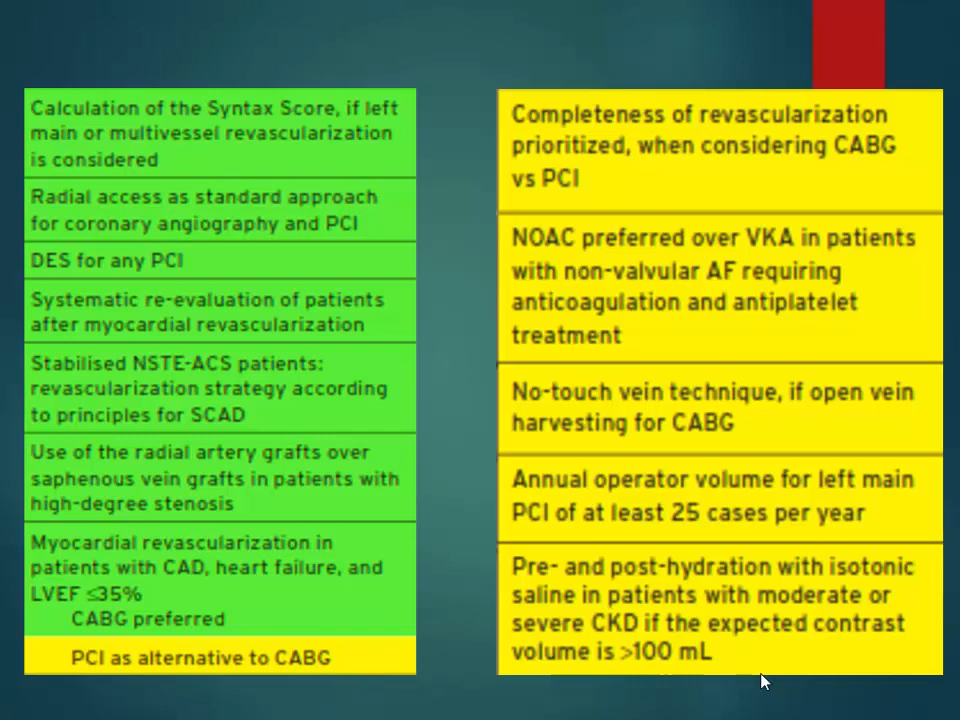 Calculation of the Syntax Score, if left
main or multivessel revascularization
is considered
Radial access as standard approach
for coronary angiography and PCI
DES for any PCI
Systematic re-evaluation of patients
after myocardial revascularization
Stabilised NSTE-ACS patients:
revascularization strategy according
to principles for SCAD
Use of the radial artery grafts over
saphenous vein grafts in patients with
high-degree stenosis
Myocardial revascularization in
patients with CAD, heart failure, and
LVEF ≤35%
CABG preferred
PCI as alternative to CABG
Completeness of revascularization
prioritized, when considering CABG
vs PCI
NOAC preferred over VKA in patients
with non-valvular AF requiring
anticoagulation and antiplatelet
treatment
No-touch vein technique, if open vein
harvesting for CABG
Annual operator volume for left main
PCI of at least 25 cases per year
Pre- and post-hydration with isotonic
saline in patients with moderate or
severe CKD if the expected contrast
volume is >100 mL